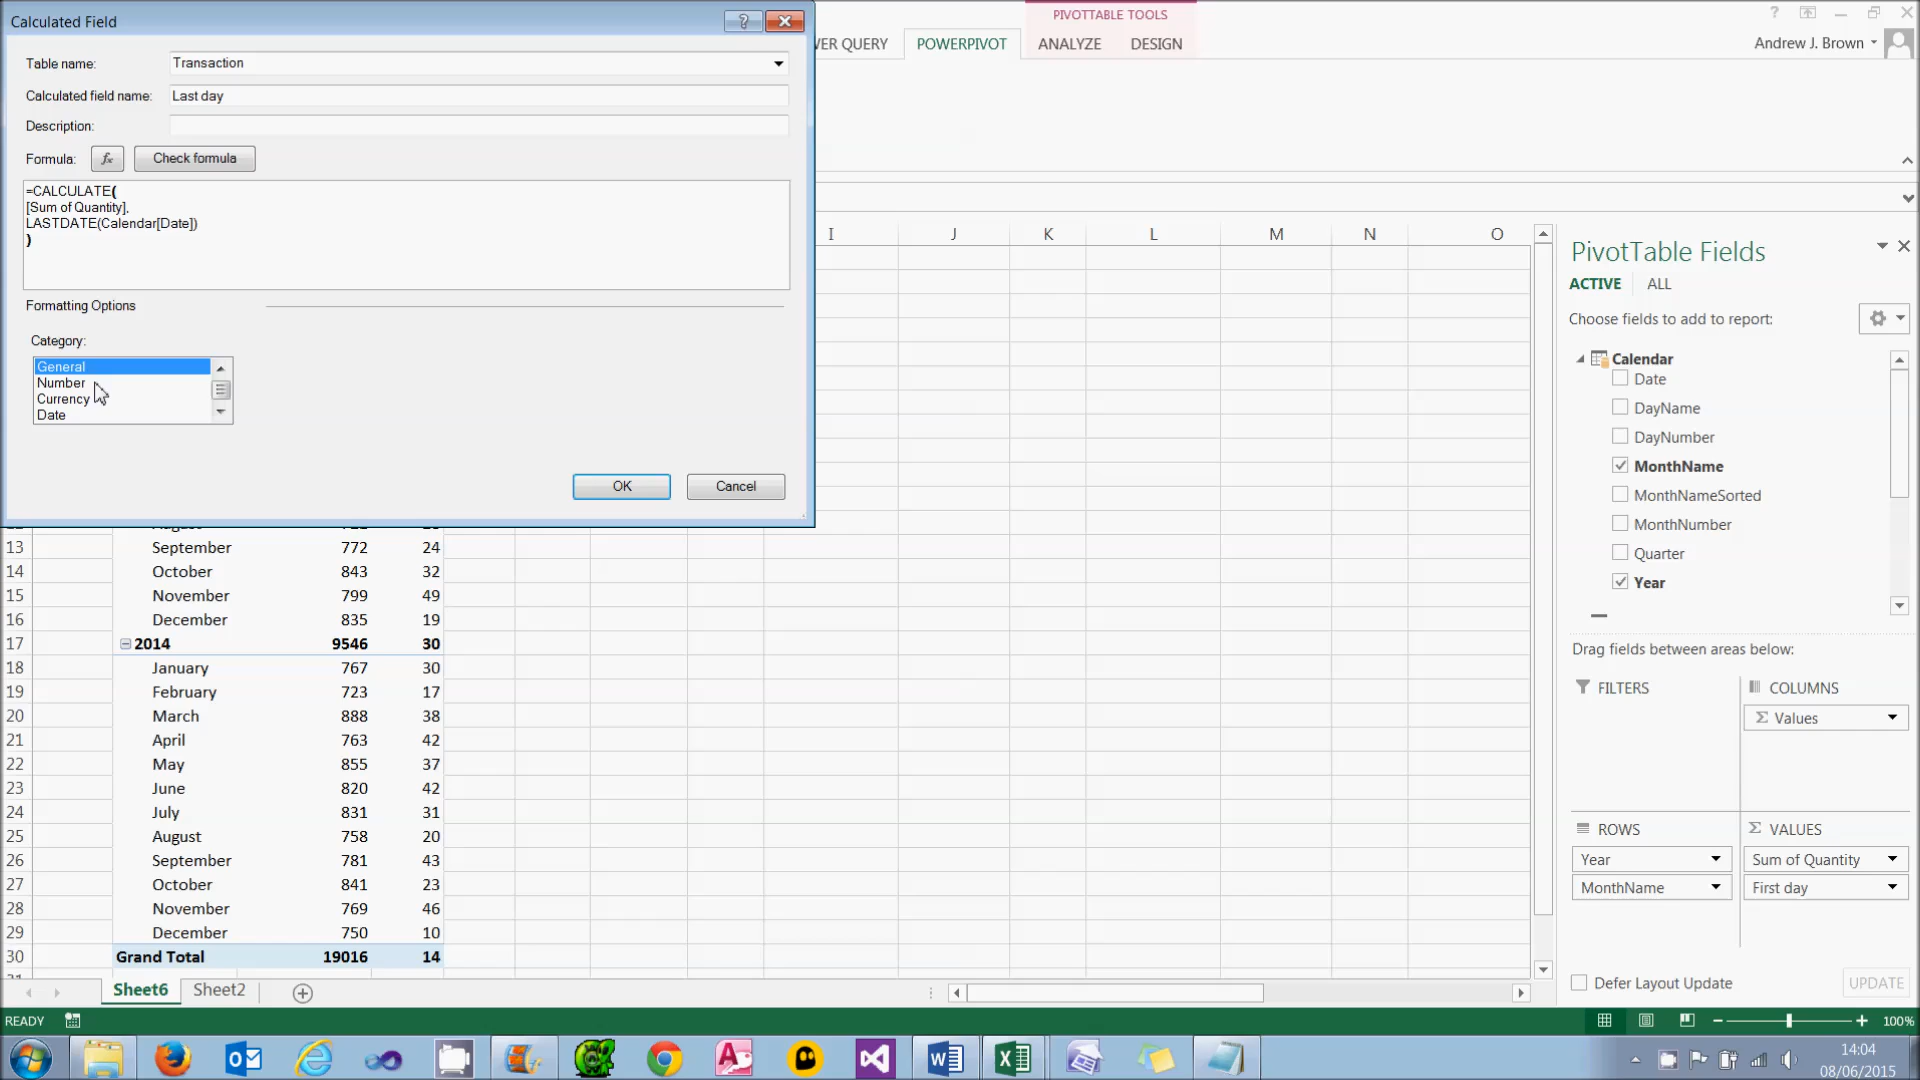 Calculated Field
?
Table name:
Transaction
Calculated field name:
Last day
Description:
Formula:
fx
Check formula
=CALCULATE(
[Sum of Quantity],
LASTDATE(Calendar[Date])
)
Formatting Options
Category:
General
Number
Currency
Date
OK
Cancel
PIVOTTABLE TOOLS
VER QUERY
POWERPIVOT
ANALYZE
DESIGN
?
Andrew J. Brown
I
J
K
L
M
N
O
13 September 772 24
14 October 843 32
15 November 799 49
16 December 835 19
17 2014 9546 30
18 January 767 30
19 February 723 17
20 March 888 38
21 April 763 42
22 May 855 37
23 June 820 42
24 July 831 31
25 August 758 20
26 September 781 43
27 October 841 23
28 November 769 46
29 December 750 10
30 Grand Total 19016 14
PivotTable Fields
ACTIVE
ALL
Choose fields to add to report:
Calendar
Date
DayName
DayNumber
MonthName
MonthNameSorted
MonthNumber
Quarter
Year
Drag fields between areas below:
FILTERS
COLUMNS
Σ Values
ROWS
Σ VALUES
Year
Sum of Quantity
MonthName
First day
Defer Layout Update
UPDATE
Sheet6
Sheet2
READY
100%
14:04
08/06/2015